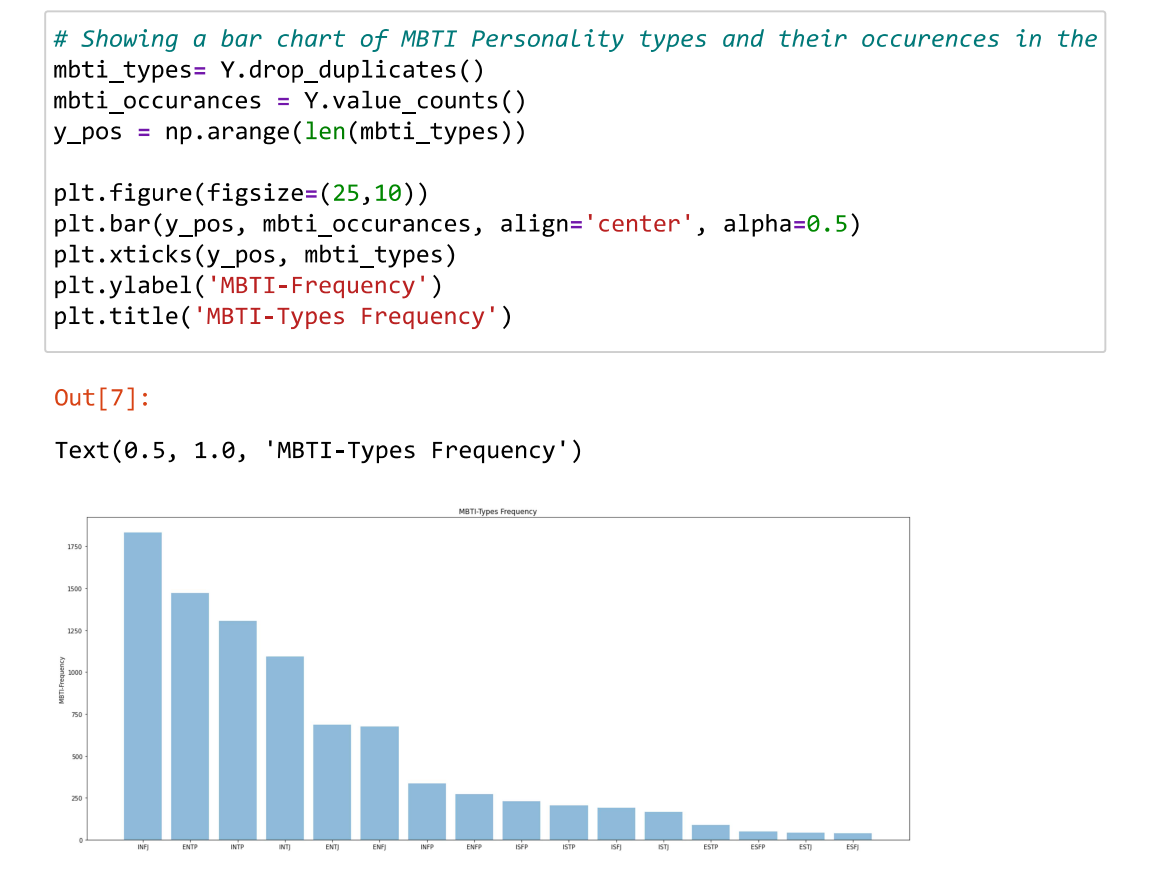 # Showing a bar chart of MBTI Personality types and their occurences in the
mbti_types= Y.drop_duplicates()
mbti_occurances = Y.value_counts()
y_pos = np.arange(len(mbti_types))
plt.figure(figsize=(25,10))
plt.bar(y_pos, mbti_occurances, align='center', alpha=0.5)
plt.xticks(y_pos, mbti_types)
plt.ylabel('MBTI-Frequency')
plt.title('MBTI-Types Frequency')
Out[7]:
Text(0.5, 1.0, 'MBTI-Types Frequency')
MBTI-Types Frequency
MBTI-Frequency
1750
1500
1250
1000
750
500
250
0
INFJ ENTP INTP INTJ ENTJ ENFJ INFP ENFP ISFP ISTP ISFJ ISTJ ESTP ESFP ESTJ ESFJ